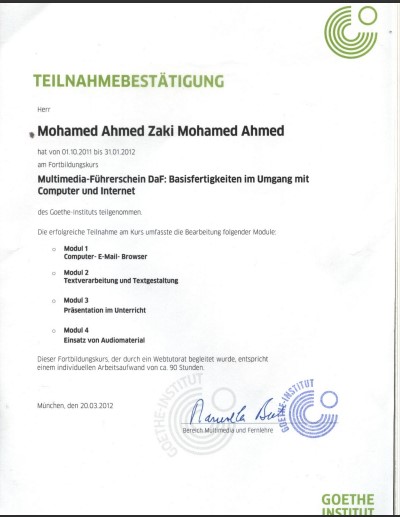 TEILNAHMEBESTÄTIGUNG
Herr
Mohamed Ahmed Zaki Mohamed Ahmed
hat von 01.10.2011 bis 31.01.2012
am Fortbildungskurs
Multimedia-Führerschein DaF: Basisfertigkeiten im Umgang mit
Computer und Internet
des Goethe-Instituts teilgenommen.
Die erfolgreiche Teilnahme am Kurs umfasste die Bearbeitung folgender Module:
Modul 1
Computer- E-Mail- Browser
Modul 2
Textverarbeitung und Textgestaltung
Modul 3
Präsentation im Unterricht
Modul 4
Einsatz von Audiomaterial
Dieser Fortbildungskurs, der durch ein Webtutorat begleitet wurde, entspricht
einem individuellen Arbeitsaufwand von ca. 90 Stunden.
München, den 20.03.2012
GOETHE-INSTITUT
GOETHE-INSTITUT
Bereich Multimedia und Fernlehre
GOETHE
INSTITUT